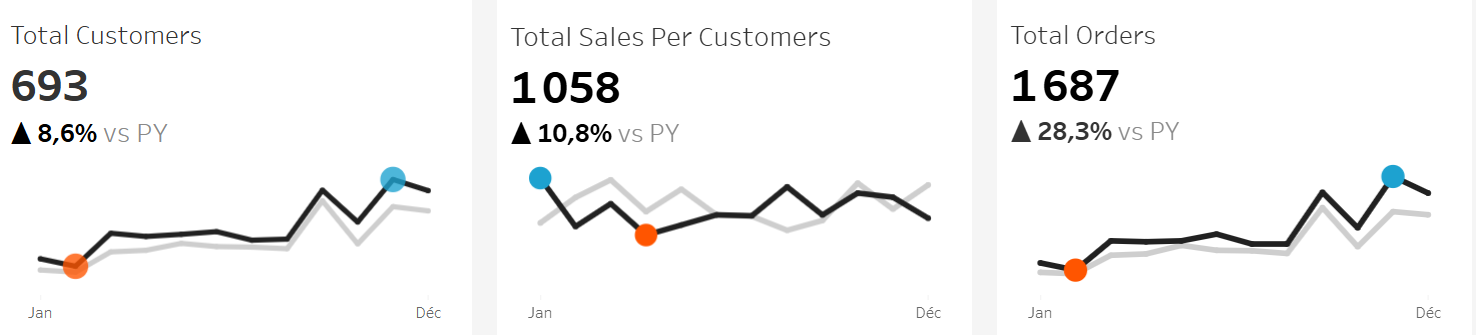 Total Customers
693
▲ 8,6% vs PY
Jan
Déc
Total Sales Per Customers
1 058
▲ 10,8% vs PY
Jan
Déc
Total Orders
1 687
▲ 28,3% vs PY
Jan
Déc